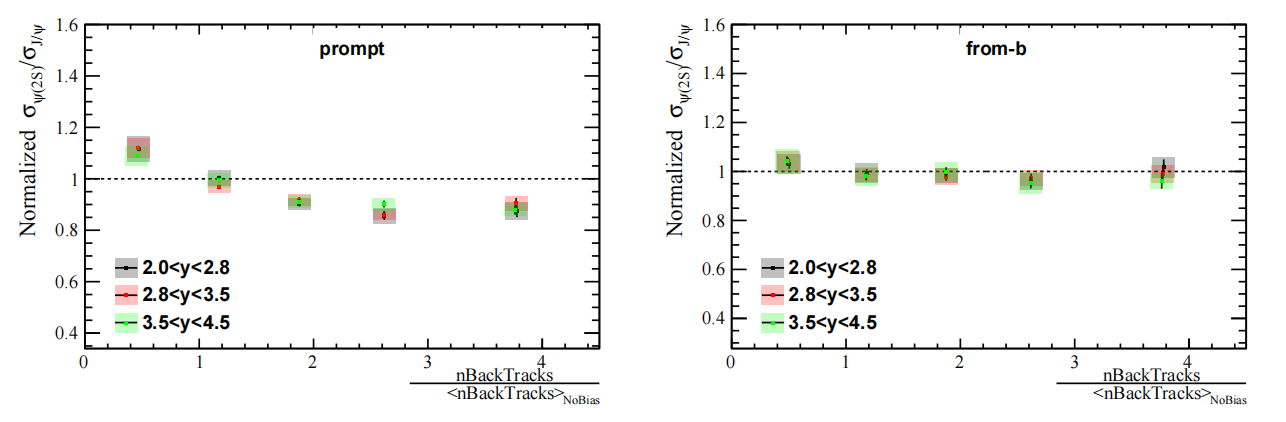 Normalized σψ(2S)/σJ/ψ
prompt
1.6
1.4
1.2
1
0.8
0.6
0.4
2.0<y<2.8
2.8<y<3.5
3.5<y<4.5
0 1 2 3 4
nBackTracks
<nBackTracks>NoBias
Normalized σψ(2S)/σJ/ψ
from-b
1.6
1.4
1.2
1
0.8
0.6
0.4
2.0<y<2.8
2.8<y<3.5
3.5<y<4.5
0 1 2 3 4
nBackTracks
<nBackTracks>NoBias